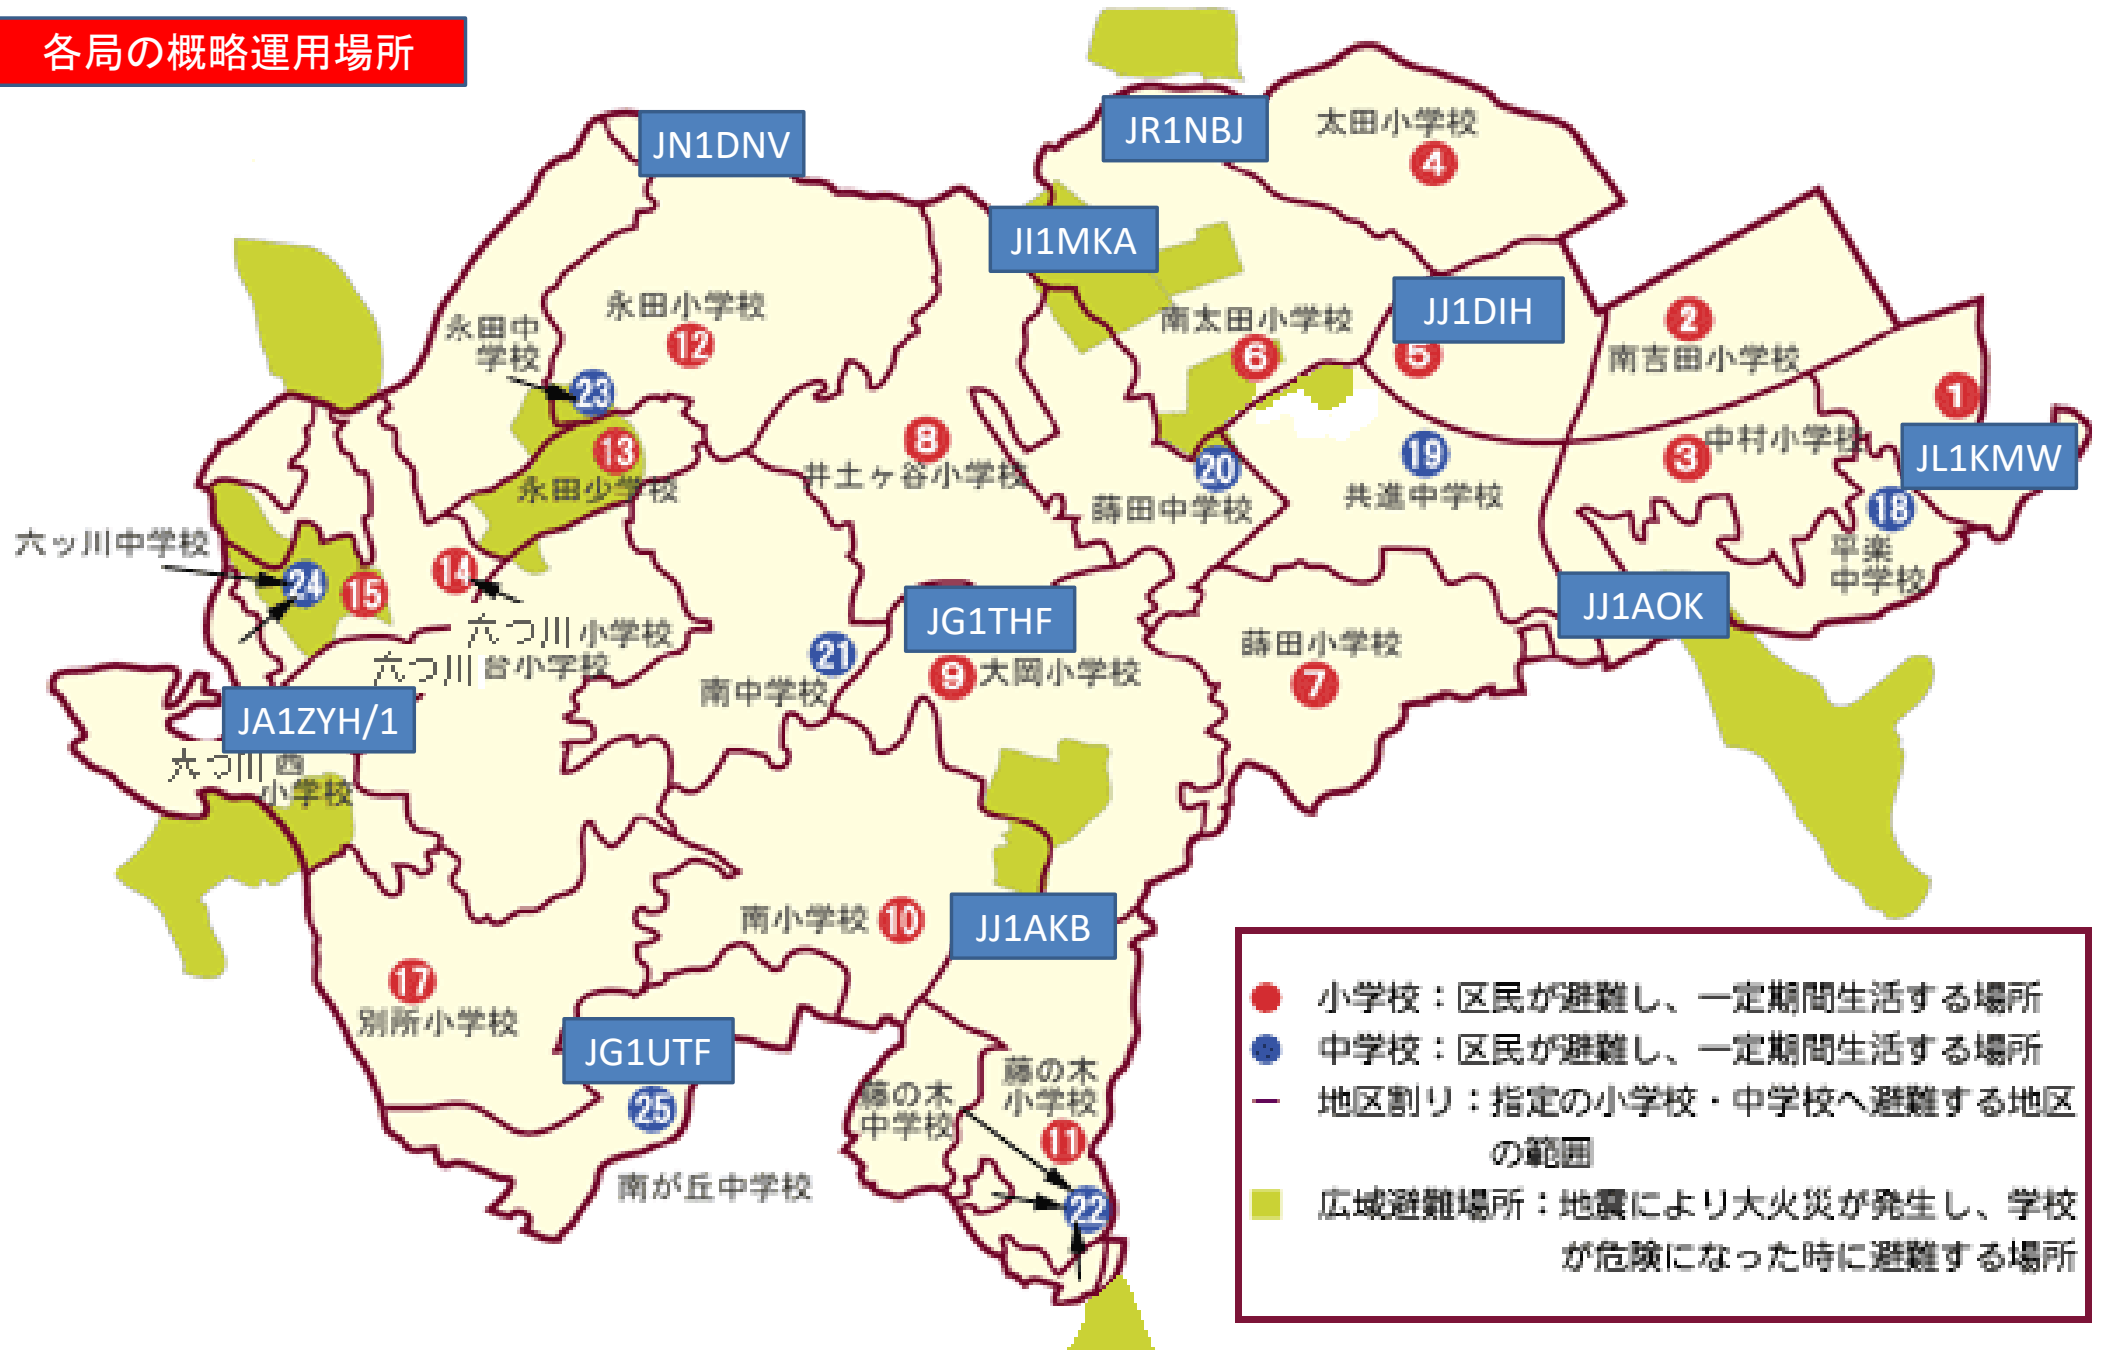 各局の概略運用場所
JN1DNV
JR1NBJ
太田小学校
4
JI1MKA
永田小学校
12
永田中
学校
23
南太田小学校
6
JJ1DIH
5
2
南吉田小学校
1
13
永田少学校
8
井土ヶ谷小学校
20
蒔田中学校
19
共進中学校
3
中村小学校
JL1KMW
18
平楽
中学校
六ッ川中学校
24
15
14
六つ川小学校
六つ川台小学校
21
南中学校
JG1THF
9
大岡小学校
蒔田小学校
7
JJ1AOK
JA1ZYH/1
六つ川西
小学校
南小学校
10
JJ1AKB
17
別所小学校
JG1UTF
25
南が丘中学校
藤の木
中学校
藤の木
小学校
11
22
小学校：区民が避難し、一定期間生活する場所
中学校：区民が避難し、一定期間生活する場所
地区割り：指定の小学校・中学校へ避難する地区
の範囲
広域避難場所：地震により大火災が発生し、学校
が危険になった時に避難する場所